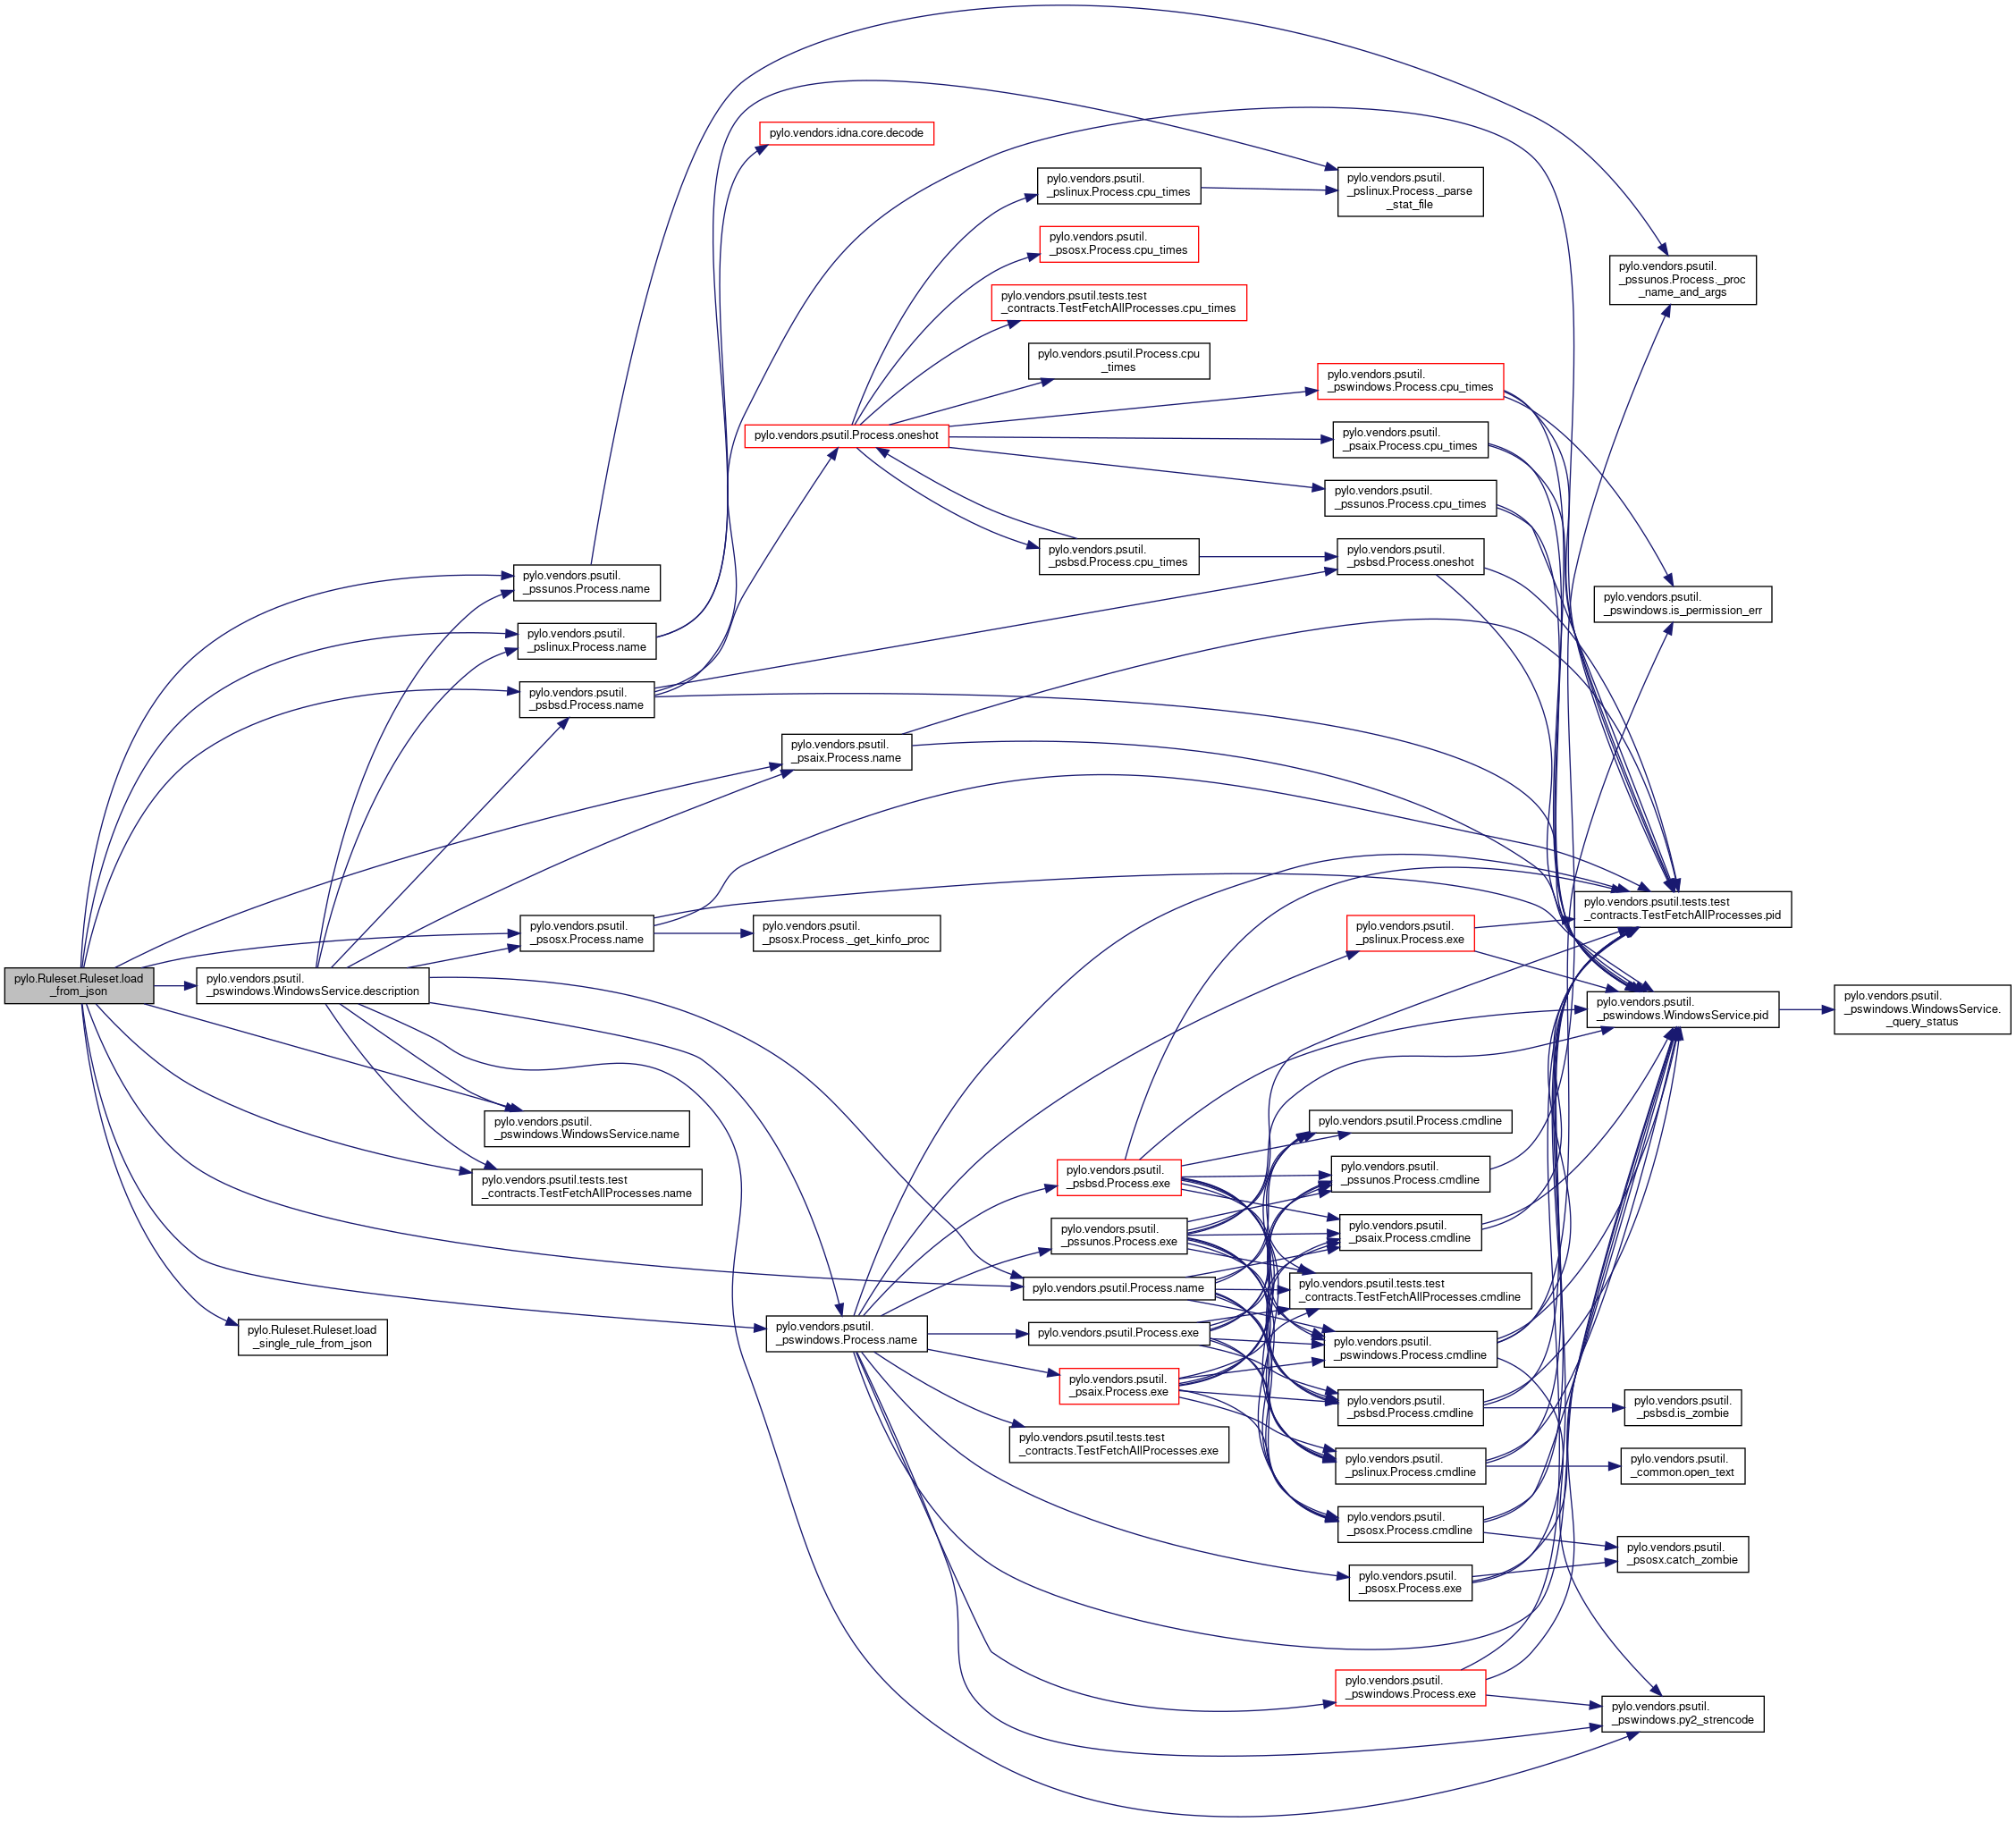 pylo.Ruleset.Ruleset.load
_from_json
pylo.vendors.psutil.
_pswindows.WindowsService.description
pylo.Ruleset.Ruleset.load
_single_rule_from_json
pylo.vendors.psutil.
_pssunos.Process.name
pylo.vendors.psutil.
_pslinux.Process.name
pylo.vendors.psutil.
_psbsd.Process.name
pylo.vendors.psutil.
_psosx.Process.name
pylo.vendors.psutil.
_pswindows.WindowsService.name
pylo.vendors.psutil.tests.test
_contracts.TestFetchAllProcesses.name
pylo.vendors.idna.core.decode
pylo.vendors.psutil.Process.oneshot
pylo.vendors.psutil.
_psaix.Process.name
pylo.vendors.psutil.
_psosx.Process._get_kinfo_proc
pylo.vendors.psutil.
_pswindows.Process.name
pylo.vendors.psutil.
_pslinux.Process.cpu_times
pylo.vendors.psutil.
_psosx.Process.cpu_times
pylo.vendors.psutil.tests.test
_contracts.TestFetchAllProcesses.cpu_times
pylo.vendors.psutil.Process.cpu
_times
pylo.vendors.psutil.
_psbsd.Process.cpu_times
pylo.vendors.psutil.
_psbsd.Process.exe
pylo.vendors.psutil.
_pssunos.Process.exe
pylo.vendors.psutil.Process.name
pylo.vendors.psutil.Process.exe
pylo.vendors.psutil.
_psaix.Process.exe
pylo.vendors.psutil.tests.test
_contracts.TestFetchAllProcesses.exe
pylo.vendors.psutil.
_pslinux.Process._parse
_stat_file
pylo.vendors.psutil.
_pswindows.Process.cpu_times
pylo.vendors.psutil.
_psaix.Process.cpu_times
pylo.vendors.psutil.
_pssunos.Process.cpu_times
pylo.vendors.psutil.
_psbsd.Process.oneshot
pylo.vendors.psutil.
_pslinux.Process.exe
pylo.vendors.psutil.Process.cmdline
pylo.vendors.psutil.
_pssunos.Process.cmdline
pylo.vendors.psutil.
_psaix.Process.cmdline
pylo.vendors.psutil.tests.test
_contracts.TestFetchAllProcesses.cmdline
pylo.vendors.psutil.
_pswindows.Process.cmdline
pylo.vendors.psutil.
_psbsd.Process.cmdline
pylo.vendors.psutil.
_pslinux.Process.cmdline
pylo.vendors.psutil.
_psosx.Process.cmdline
pylo.vendors.psutil.
_psosx.Process.exe
pylo.vendors.psutil.
_pswindows.Process.exe
pylo.vendors.psutil.
_pssunos.Process._proc
_name_and_args
pylo.vendors.psutil.
_pswindows.is_permission_err
pylo.vendors.psutil.tests.test
_contracts.TestFetchAllProcesses.pid
pylo.vendors.psutil.
_pswindows.WindowsService.pid
pylo.vendors.psutil.
_psbsd.is_zombie
pylo.vendors.psutil.
_common.open_text
pylo.vendors.psutil.
_psosx.catch_zombie
pylo.vendors.psutil.
_pswindows.py2_strencode
pylo.vendors.psutil.
_pswindows.WindowsService.
_query_status